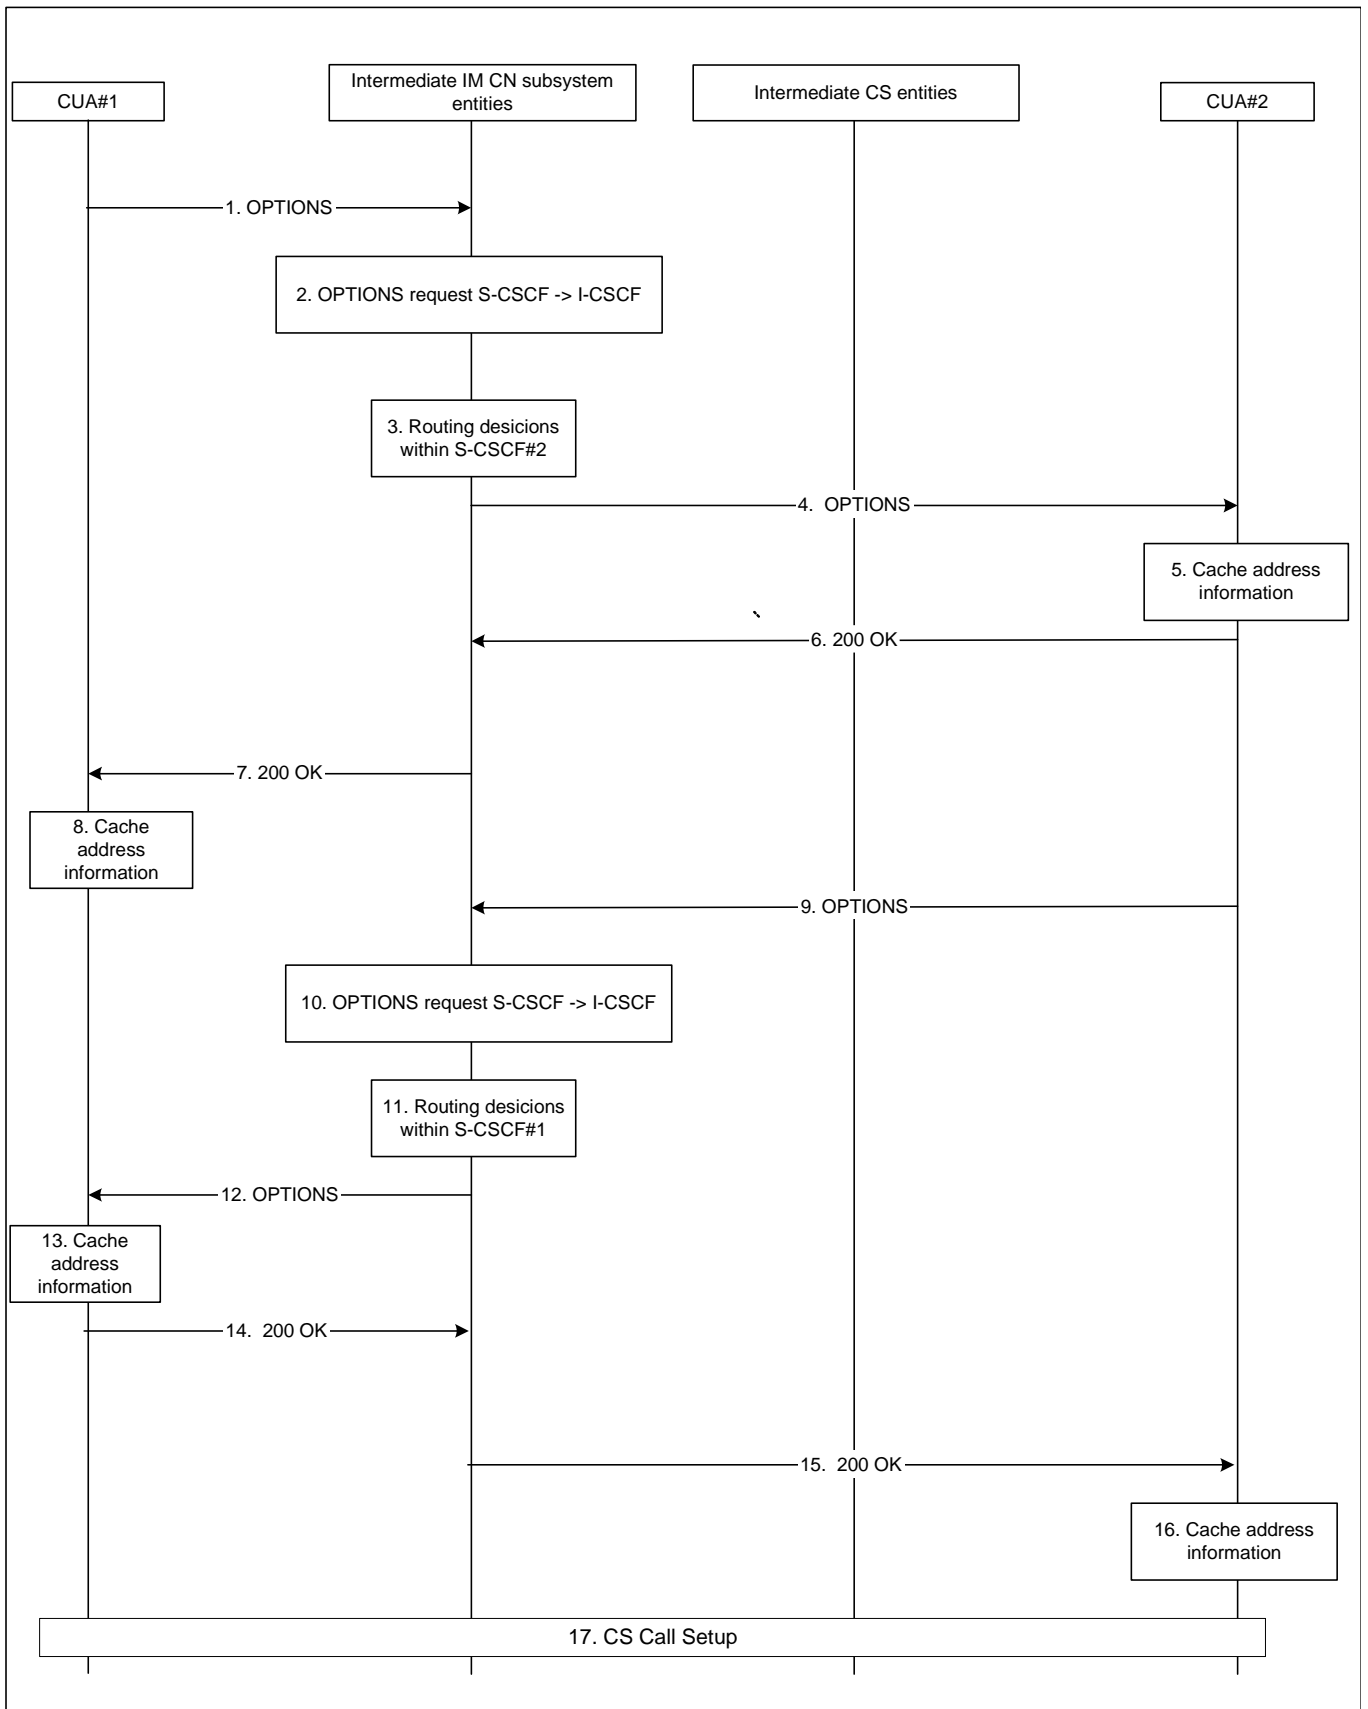 CUA#1
Intermediate IM CN subsystem
entities
Intermediate CS entities
CUA#2
1. OPTIONS
2. OPTIONS request S-CSCF -> I-CSCF
3. Routing desicions
within S-CSCF#2
4. OPTIONS
5. Cache address
information
6. 200 OK
7. 200 OK
8. Cache
address
information
9. OPTIONS
10. OPTIONS request S-CSCF -> I-CSCF
11. Routing desicions
within S-CSCF#1
12. OPTIONS
13. Cache
address
information
14. 200 OK
15. 200 OK
16. Cache address
information
17. CS Call Setup